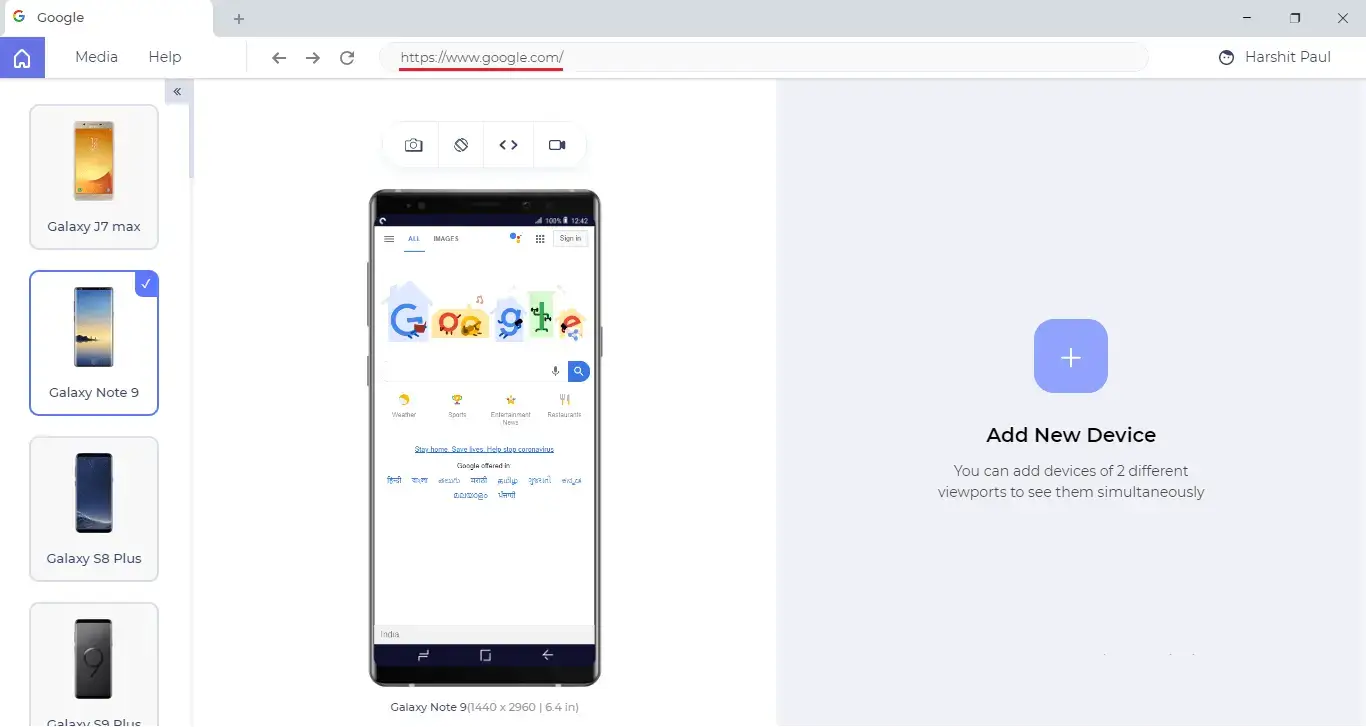 Google
Media Help https://www.google.com/ Harshit Paul
Galaxy J7 max
Galaxy Note 9
Galaxy S8 Plus
Galaxy S9 Plus
100% 12:42
ALL IMAGES Sign in
Google
Weather Sports Entertainment News Restaurants
Stay home. Save lives: Help stop coronavirus
Google offered in:
हिन्दी বাংলা తెలుగు मराठी தமிழ் ગુજરાતી ಕನ್ನಡ
മലയാളം ਪੰਜਾਬੀ
India
Galaxy Note 9(1440 x 2960 | 6.4 in)
Add New Device
You can add devices of 2 different
viewports to see them simultaneously